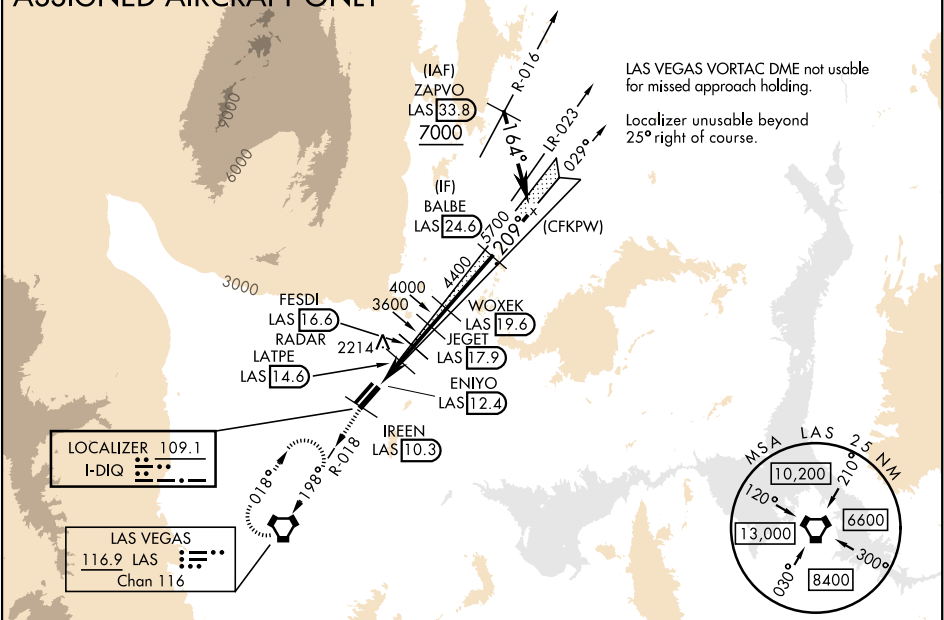 ASSIGNED AIRCRAFT ONLY
(IAF)
ZAPVO
LAS 33.8
7000
R-016
194°
LR-023
029°
LAS VEGAS VORTAC DME not usable
for missed approach holding.
Localizer unusable beyond
25° right of course.
9000
6000
3000
(IF)
BALBE
LAS 24.6
5700
209°
(CFKPW)
4400
4000
3600
WOXEK
LAS 19.6
FESDI
LAS 16.6
RADAR
2214
JEGET
LAS 17.9
LATPE
LAS 14.6
ENIYO
LAS 12.4
IREEN
LAS 10.3
R-018
198°
018°
LOCALIZER 109.1
I-DIQ
LAS VEGAS
116.9 LAS
Chan 116
MSA LAS 25 NM
10,200
210°
120°
13,000
6600
300°
030°
8400